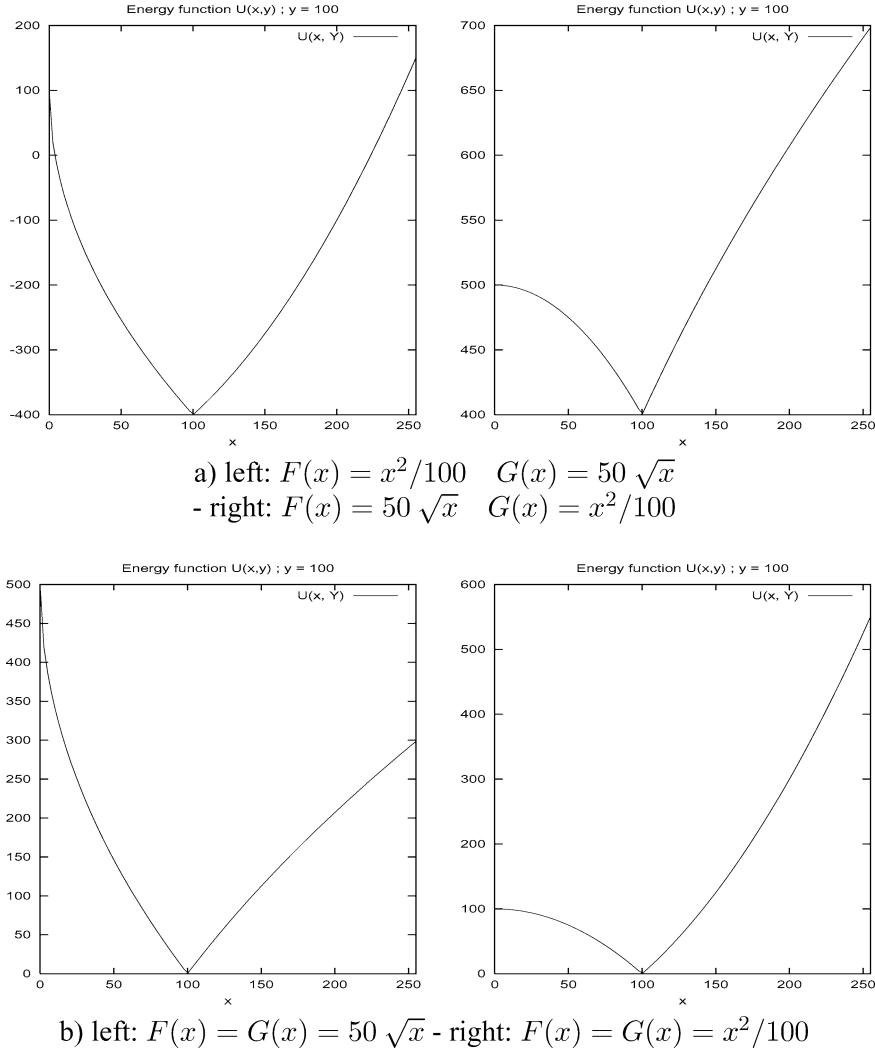 Energy function U(x,y) ; y = 100
U(x, Y)
200
100
0
-100
-200
-300
-400
0 50 100 150 200 250
x
Energy function U(x,y) ; y = 100
U(x, Y)
700
650
600
550
500
450
400
0 50 100 150 200 250
x
a) left: F(x) = x²/100 G(x) = 50 √x
- right: F(x) = 50 √x G(x) = x²/100
Energy function U(x,y) ; y = 100
U(x, Y)
500
450
400
350
300
250
200
150
100
50
0
0 50 100 150 200 250
x
Energy function U(x,y) ; y = 100
U(x, Y)
600
500
400
300
200
100
0
0 50 100 150 200 250
x
b) left: F(x) = G(x) = 50 √x - right: F(x) = G(x) = x²/100